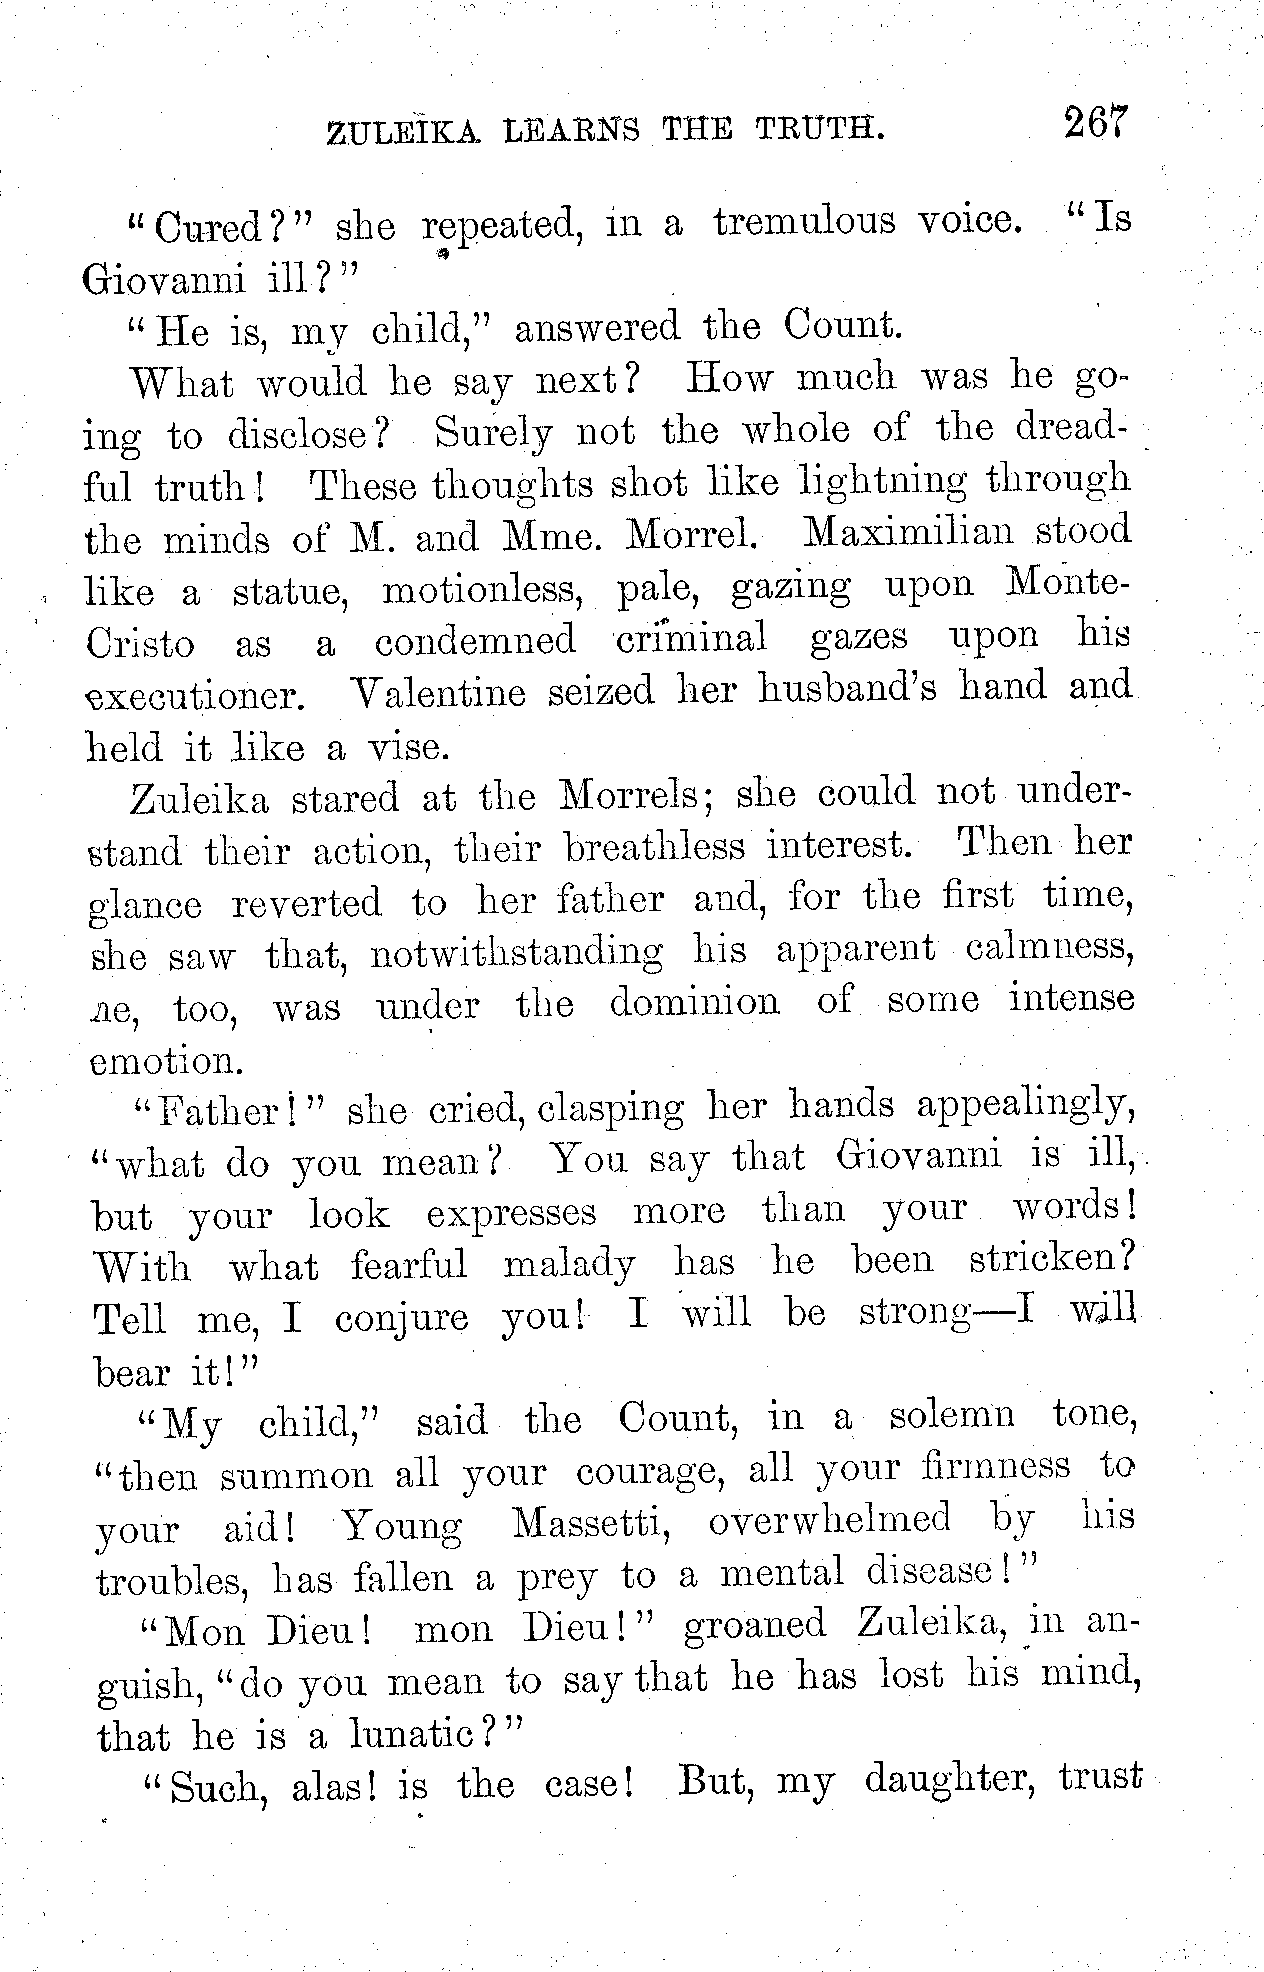 ZULEIKA LEARNS THE TRUTH. 267
"Cured?" she repeated, in a tremulous voice. "Is
Giovanni ill?"
"He is, my child," answered the Count.
What would he say next? How much was he go-
ing to disclose? Surely not the whole of the dread-
ful truth! These thoughts shot like lightning through
the minds of M. and Mme. Morrel. Maximilian stood
like a statue, motionless, pale, gazing upon Monte-
Cristo as a condemned criminal gazes upon his
executioner. Valentine seized her husband's hand and
held it like a vise.
Zuleika stared at the Morrels; she could not under-
stand their action, their breathless interest. Then her
glance reverted to her father and, for the first time,
she saw that, notwithstanding his apparent calmness,
he, too, was under the dominion of some intense
emotion.
"Father!" she cried, clasping her hands appealingly,
"what do you mean? You say that Giovanni is ill,
but your look expresses more than your words!
With what fearful malady has he been stricken?
Tell me, I conjure you! I will be strong—I will
bear it!"
"My child," said the Count, in a solemn tone,
"then summon all your courage, all your firmness to
your aid! Young Massetti, overwhelmed by his
troubles, has fallen a prey to a mental disease!"
"Mon Dieu! mon Dieu!" groaned Zuleika, in an-
guish, "do you mean to say that he has lost his mind,
that he is a lunatic?"
"Such, alas! is the case! But, my daughter, trust